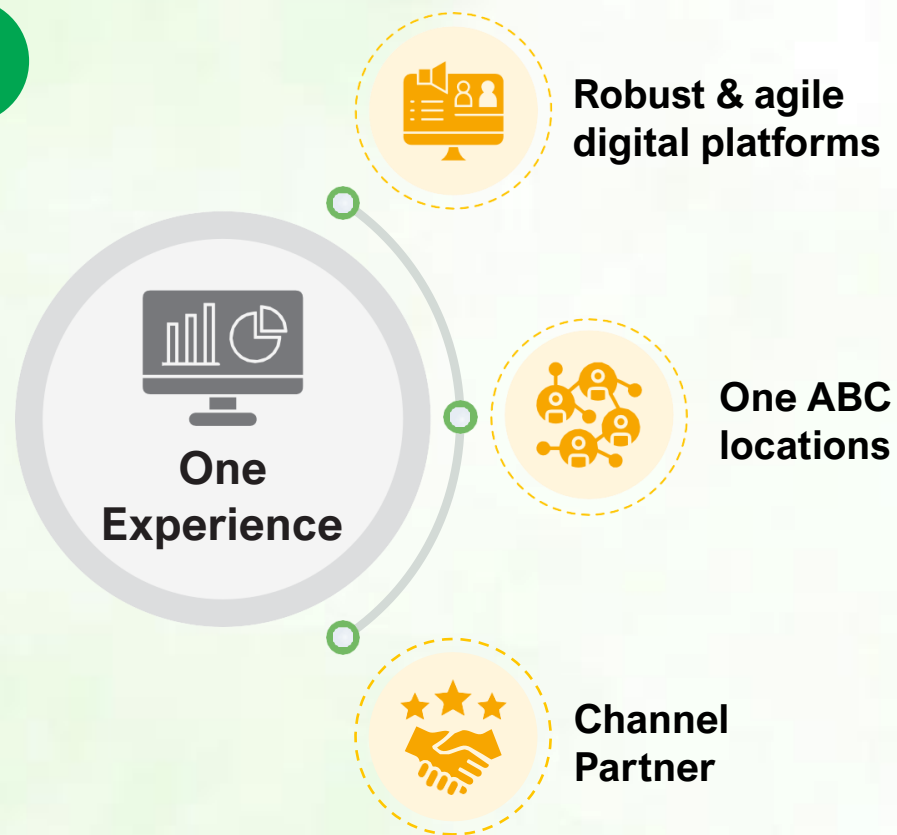 Robust & agile
digital platforms
One
Experience
One ABC
locations
Channel
Partner